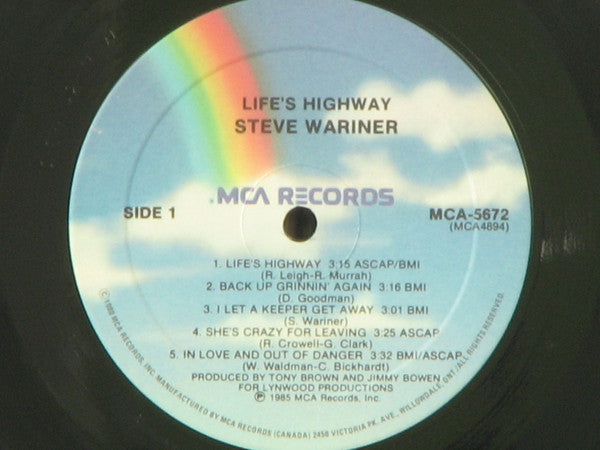 LIFE'S HIGHWAY
STEVE WARINER
MCA RECORDS
SIDE 1
MCA-5672
(MCA4894)
1. LIFE'S HIGHWAY 3:15 ASCAP/BMI
(R. Leigh-R. Murrah)
2. BACK UP GRINNIN' AGAIN 3:16 BMI
(D. Goodman)
3. I LET A KEEPER GET AWAY 3:01 BMI
(S. Wariner)
4. SHE'S CRAZY FOR LEAVING 3:25 ASCAP
(R. Crowell-G. Clark)
5. IN LOVE AND OUT OF DANGER 3:32 BMI/ASCAP
(W. Waldman-C. Bickhardt)
PRODUCED BY TONY BROWN AND JIMMY BOWEN
FOR LYNWOOD PRODUCTIONS
℗ 1985 MCA Records, Inc.
© 1980 MCA RECORDS, INC. MANUFACTURED BY MCA RECORDS (CANADA) 2450 VICTORIA PK. AVE., WILLOWDALE, ONT./ALL RIGHTS RESERVED.